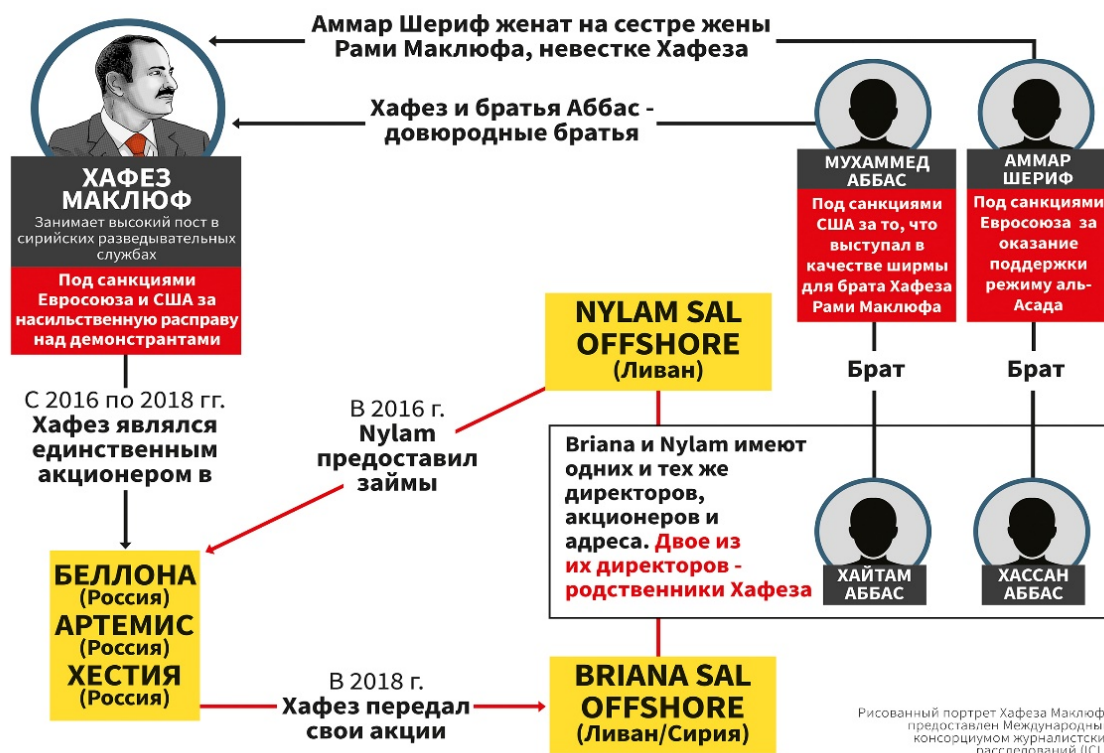 Аммар Шериф женат на сестре жены
Рами Маклюфа, невестке Хафеза
Хафез и братья Аббас -
довюродные братья
ХАФЕЗ
МАКЛЮФ
Занимает высокий пост в
сирийских разведывательных
службах
Под санкциями
Евросоюза и США за
насильственную расправу
над демонстрантами
МУХАММЕД
АББАС
Под санкциями
США за то, что
выступал в
качестве ширмы
для брата Хафеза
Рами Маклюфа
АММАР
ШЕРИФ
Под санкциями
Евросоюза за
оказание
поддержки
режиму аль-
Асада
Брат
Брат
NYLAM SAL
OFFSHORE
(Ливан)
С 2016 по 2018 гг.
Хафез являлся
единственным
акционером в
В 2016 г.
Nylam
предоставил
займы
Briana и Nylam имеют
одних и тех же
директоров,
акционеров и
адреса. Двое из
их директоров -
родственники Хафеза
ХАЙТАМ
АББАС
ХАССАН
АББАС
БЕЛЛОНА
(Россия)
АРТЕМИС
(Россия)
ХЕСТИЯ
(Россия)
В 2018 г.
Хафез передал
свои акции
BRIANA SAL
OFFSHORE
(Ливан/Сирия)
Рисованный портрет Хафеза Маклюф
предоставлен Международны
консорциумом журналистски
расследований (IC